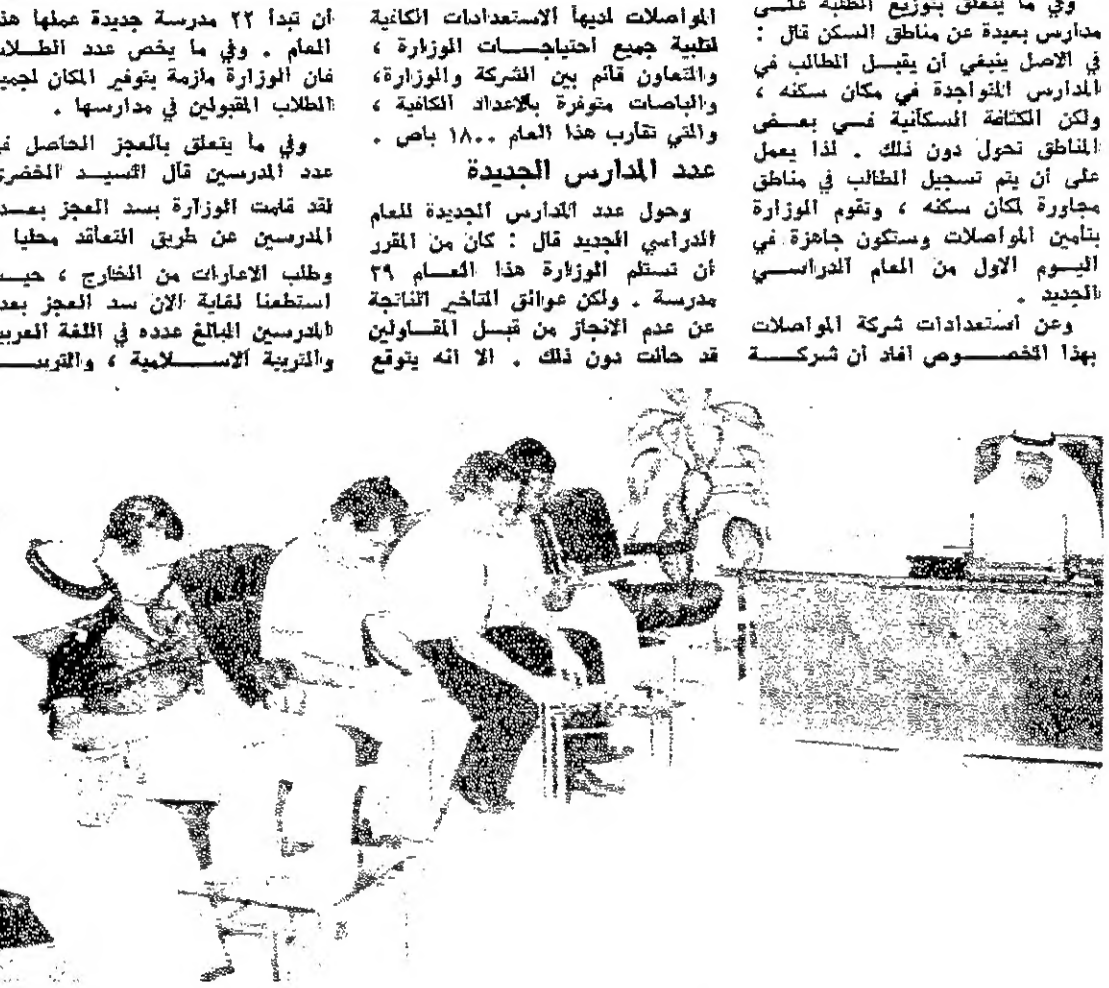 وفي ما يتعلق بتوزيع الطلبة على
مدارس بعيدة عن مناطق السكن قال :
في الاصل ينبغي أن يقبل الطالب في
المدارس المتواجدة في مكان سكنه ،
ولكن الكثافة السكانية في بعض
المناطق تحول دون ذلك . لذا يعمل
على أن يتم تسجيل الطالب في مناطق
مجاورة لمكان سكنه ، وتقوم الوزارة
بتأمين المواصلات وستكون جاهزة في
اليوم الاول من العام الدراسي
الجديد .
وعن استعدادات شركة المواصلات
بهذا الخصوص أفاد أن شركة
المواصلات لديها الاستعدادات الكافية
لتلبية جميع احتياجات الوزارة ،
والتعاون قائم بين الشركة والوزارة،
والباصات متوفرة بالاعداد الكافية ،
والتي تقارب هذا العام ١٨٠٠ باص .
عدد المدارس الجديدة
وحول عدد المدارس الجديدة للعام
الدراسي الجديد قال : كان من المقرر
أن تستلم الوزارة هذا العام ٢٩
مدرسة . ولكن عوائق التاخير الناتجة
عن عدم الانجاز من قبل المقاولين
قد حالت دون ذلك . الا انه يتوقع
أن تبدأ ٢٢ مدرسة جديدة عملها هذا
العام . وفي ما يخص عدد الطلاب
فان الوزارة ملزمة بتوفير المكان لجميع
الطلاب المقبولين في مدارسها .
وفي ما يتعلق بالعجز الحاصل في
عدد المدرسين قال السيد الخضري
لقد قامت الوزارة بسد العجز بعدد
المدرسين عن طريق التعاقد محليا
وطلب الاعارات من الخارج ، حيث
استطعنا لغاية الان سد العجز بعدد
المدرسين البالغ عدده في اللغة العربية
والتربية الاسلامية ، والتربيـ